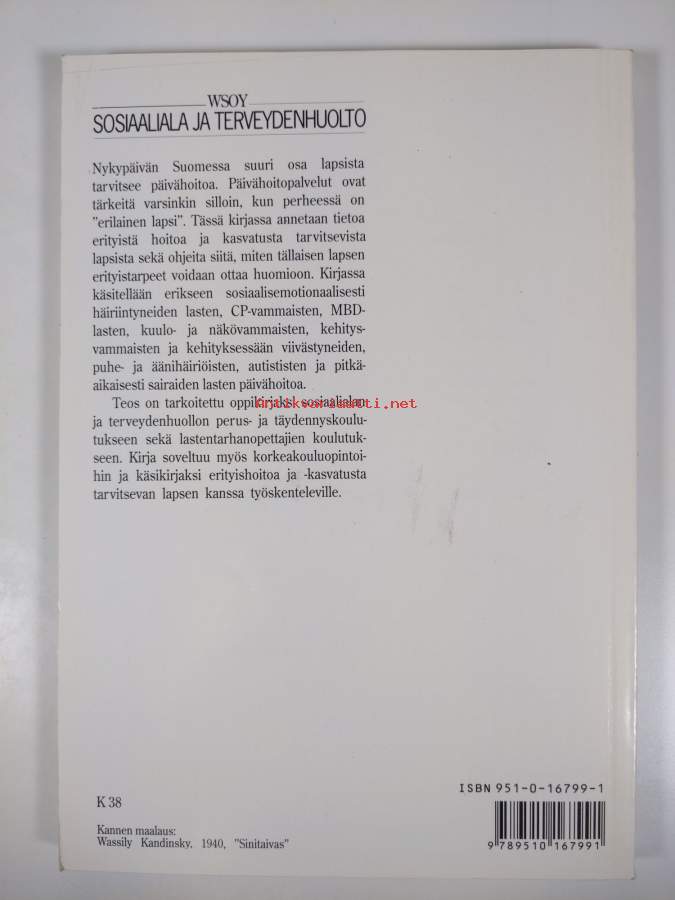 WSOY
SOSIAALIALA JA TERVEYDENHUOLTO
Nykypäivän Suomessa suuri osa lapsista
tarvitsee päivähoitoa. Päivähoitopalvelut ovat
tärkeitä varsinkin silloin, kun perheessä on
"erilainen lapsi". Tässä kirjassa annetaan tietoa
erityistä hoitoa ja kasvatusta tarvitsevista
lapsista sekä ohjeita siitä, miten tällaisen lapsen
erityistarpeet voidaan ottaa huomioon. Kirjassa
käsitellään erikseen sosiaalisemotionaalisesti
häiriintyneiden lasten, CP-vammaisten, MBD-
lasten, kuulo- ja näkövammaisten, kehitys-
vammaisten ja kehityksessään viivästyneiden,
puhe- ja äänihäiriöisten, autististen ja pitkä-
aikaisesti sairaiden lasten päivähoitoa.
Teos on tarkoitettu oppikirjaksi sosiaalialan
antikvariaatti.net
ja terveydenhuollon perus- ja täydennyskoulu-
tukseen sekä lastentarhanopettajien koulutuk-
seen. Kirja soveltuu myös korkeakouluopintoi-
hin ja käsikirjaksi erityishoitoa ja -kasvatusta
tarvitsevan lapsen kanssa työskenteleville.
ISBN 951-0-16799-1
K 38
Kannen maalaus:
Wassily Kandinsky, 1940, "Sinitaivas"
9 789510 167991